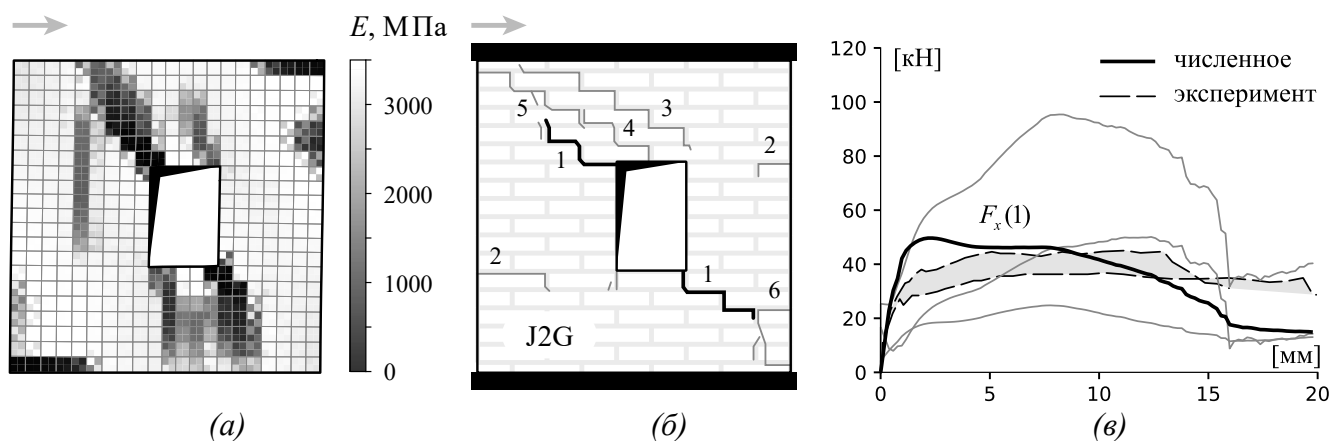 E, МПа
3000
2000
1000
0
(а)
5
3
4
1
2
2
1
6
J2G
(б)
120
100
80
60
40
20
0
[кН]
численное
эксперимент
Fₓ(1)
[мм]
0
5
10
15
20
(в)